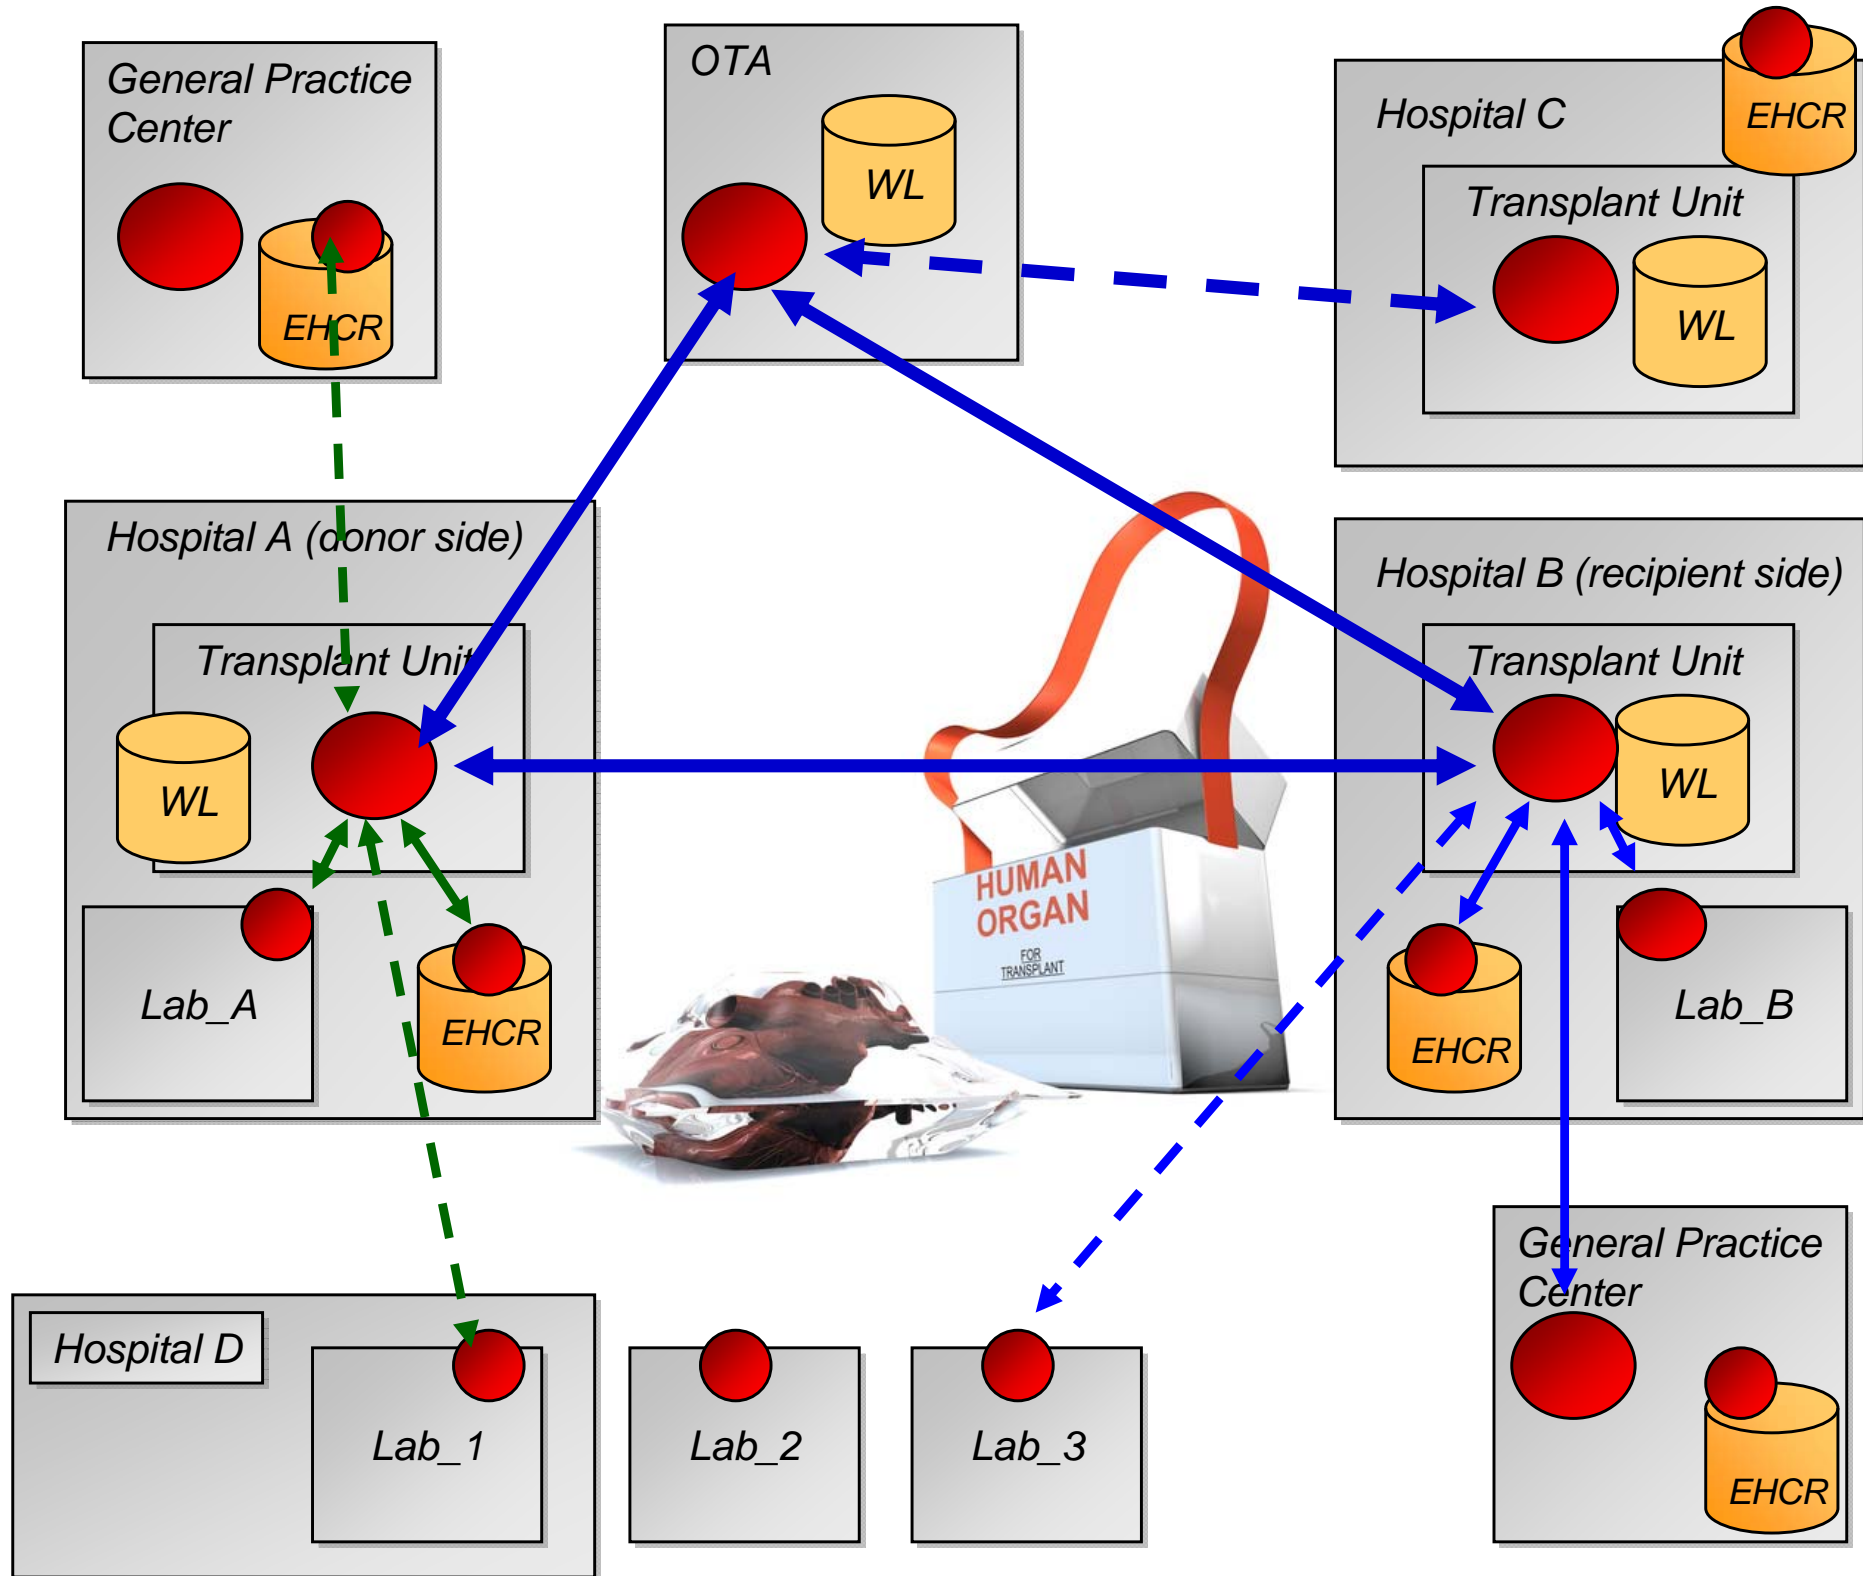 General Practice
Center
EHCR
OTA
WL
Hospital C
EHCR
Transplant Unit
WL
Hospital A (donor side)
Transplant Unit
WL
Lab_A
EHCR
HUMAN
ORGAN
FOR
TRANSPLANT
Hospital B (recipient side)
Transplant Unit
WL
EHCR
Lab_B
Hospital D
Lab_1
Lab_2
Lab_3
General Practice
Center
EHCR